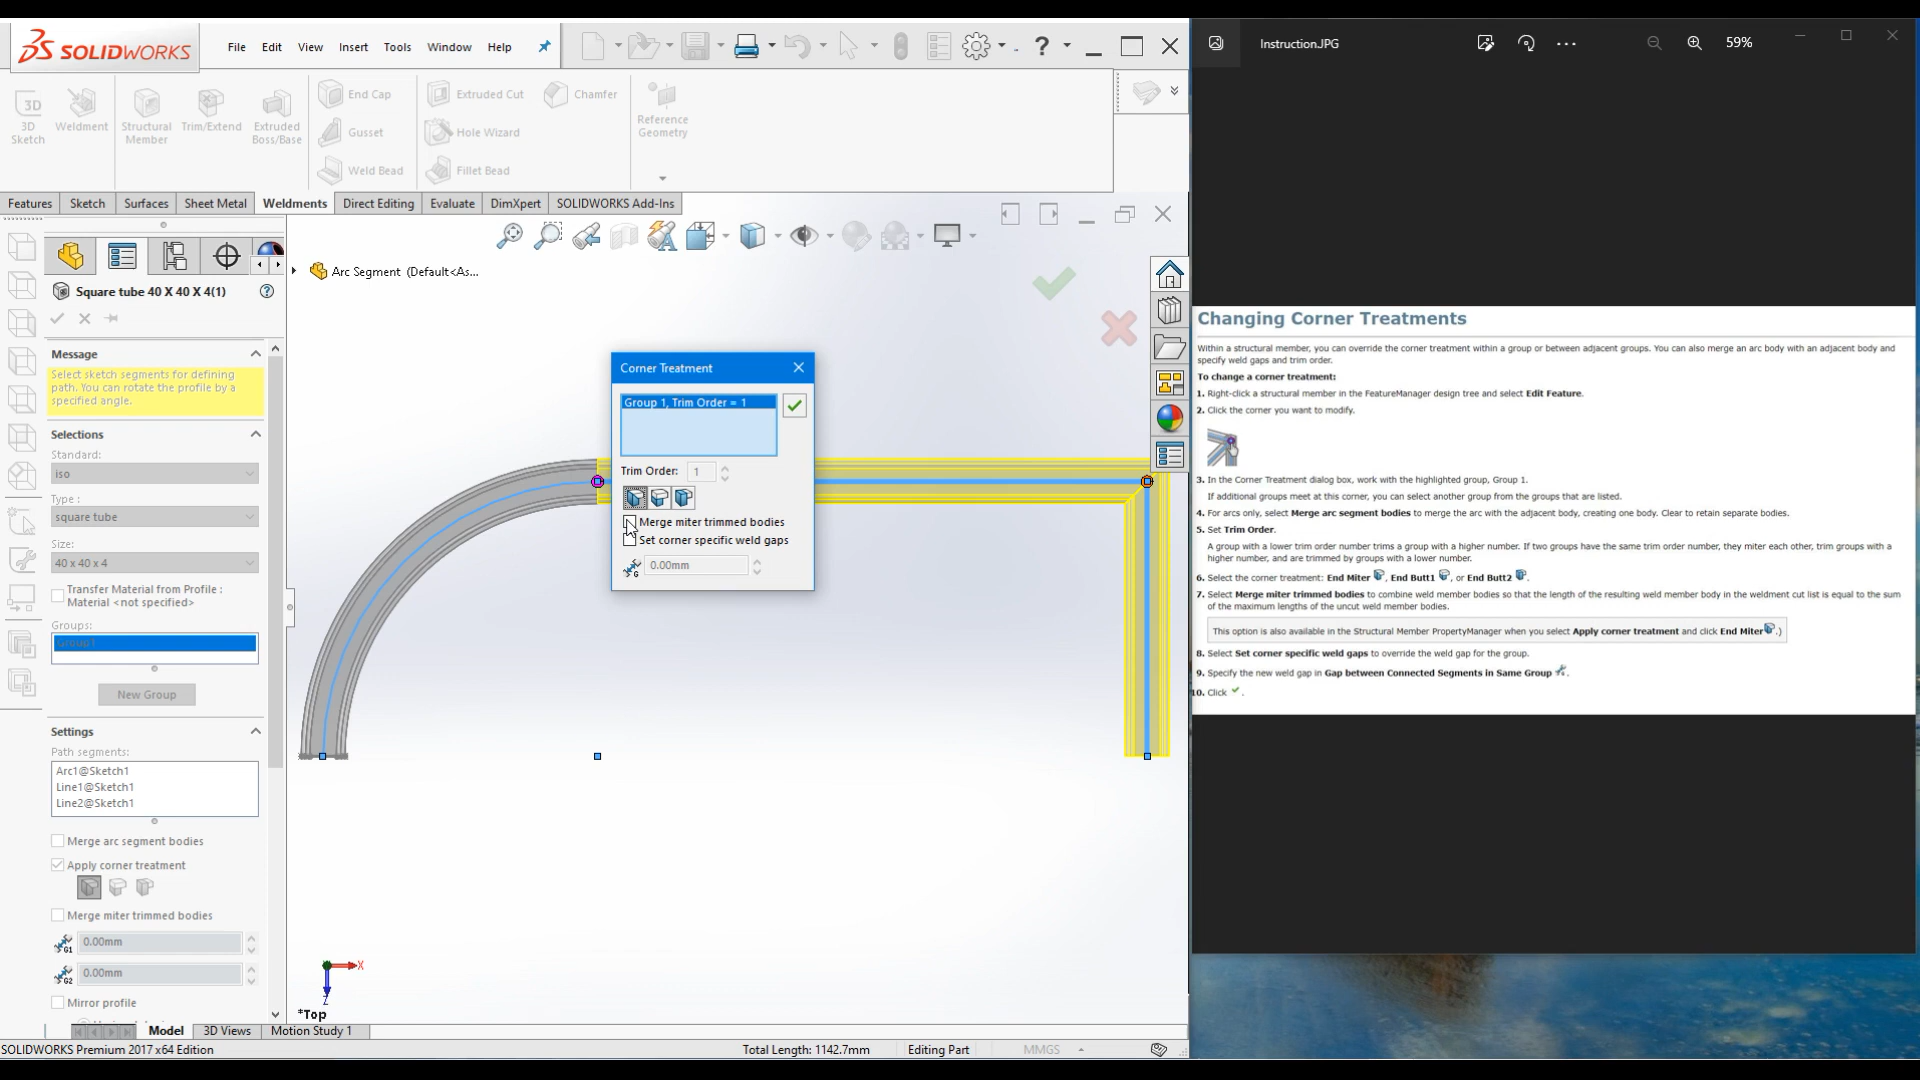 SOLIDWORKS
File Edit View Insert Tools Window Help
3D Sketch
Weldment
Structural Member
Trim/Extend
Extruded Boss/Base
End Cap
Gusset
Weld Bead
Extruded Cut
Hole Wizard
Fillet Bead
Chamfer
Reference Geometry
Features Sketch Surfaces Sheet Metal Weldments Direct Editing Evaluate DimXpert SOLIDWORKS Add-Ins
Arc Segment (Default<As...
Square tube 40 X 40 X 4(1)
Message
Select sketch segments for defining
path. You can rotate the profile by a
specified angle.
Selections
Standard:
iso
Type :
square tube
Size:
40 x 40 x 4
Transfer Material from Profile :
Material <not specified>
Groups:
Group1
New Group
Settings
Path segments:
Arc1@Sketch1
Line1@Sketch1
Line2@Sketch1
Merge arc segment bodies
Apply corner treatment
Merge miter trimmed bodies
G1 0.00mm
G2 0.00mm
Mirror profile
Corner Treatment
Group 1, Trim Order = 1
Trim Order: 1
Merge miter trimmed bodies
Set corner specific weld gaps
G 0.00mm
X
Z
*Top
Model 3D Views Motion Study 1
SOLIDWORKS Premium 2017 x64 Edition
Total Length: 1142.7mm Editing Part MMGS
Instruction.JPG
59%
Changing Corner Treatments
Within a structural member, you can override the corner treatment within a group or between adjacent groups. You can also merge an arc body with an adjacent body and
specify weld gaps and trim order.
To change a corner treatment:
1. Right-click a structural member in the FeatureManager design tree and select Edit Feature.
2. Click the corner you want to modify.
3. In the Corner Treatment dialog box, work with the highlighted group, Group 1.
If additional groups meet at this corner, you can select another group from the groups that are listed.
4. For arcs only, select Merge arc segment bodies to merge the arc with the adjacent body, creating one body. Clear to retain separate bodies.
5. Set Trim Order.
A group with a lower trim order number trims a group with a higher number. If two groups have the same trim order number, they miter each other, trim groups with a
higher number, and are trimmed by groups with a lower number.
6. Select the corner treatment: End Miter , End Butt1 , or End Butt2 .
7. Select Merge miter trimmed bodies to combine weld member bodies so that the length of the resulting weld member body in the weldment cut list is equal to the sum
of the maximum lengths of the uncut weld member bodies.
This option is also available in the Structural Member PropertyManager when you select Apply corner treatment and click End Miter .)
8. Select Set corner specific weld gaps to override the weld gap for the group.
9. Specify the new weld gap in Gap between Connected Segments in Same Group .
10. Click .